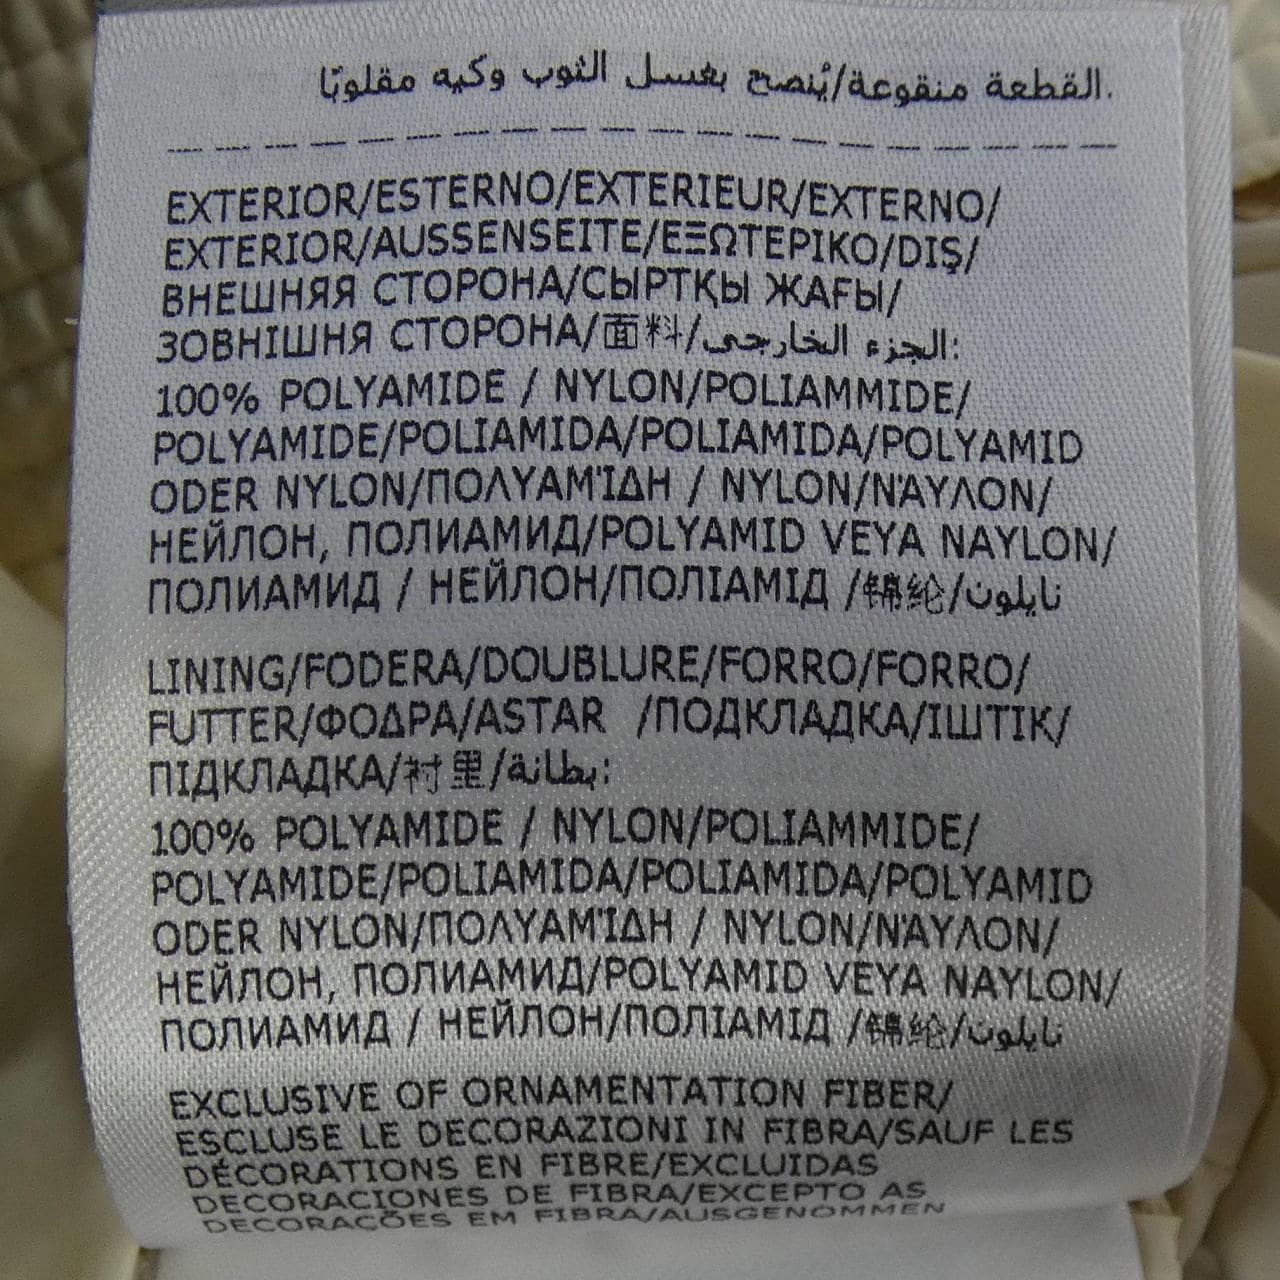 القطعة منقوعة/يُنصح بغسل الثوب وكيه مقلوبًا.
EXTERIOR/ESTERNO/EXTERIEUR/EXTERNO/
EXTERIOR/AUSSENSEITE/ΕΞΩΤΕΡΙΚΟ/DIŞ/
ВНЕШНЯЯ СТОРОНА/СЫРТҚЫ ЖАҒЫ/
ЗОВНІШНЯ СТОРОНА/面料/الجزء الخارجي:
100% POLYAMIDE / NYLON/POLIAMMIDE/
POLYAMIDE/POLIAMIDA/POLIAMIDA/POLYAMID
ODER NYLON/ΠΟΛΥΑΜΊΔΗ / NYLON/ΝΆΥΛΟΝ/
НЕЙЛОН, ПОЛИАМИД/POLYAMID VEYA NAYLON/
ПОЛИАМИД / НЕЙЛОН/ПОЛІАМІД /锦纶/نايلون
LINING/FODERA/DOUBLURE/FORRO/FORRO/
FUTTER/ΦΟΔΡΑ/ASTAR /ПОДКЛАДКА/ІШТІК/
ПІДКЛАДКА/衬里/بطانة:
100% POLYAMIDE / NYLON/POLIAMMIDE/
POLYAMIDE/POLIAMIDA/POLIAMIDA/POLYAMID
ODER NYLON/ΠΟΛΥΑΜΊΔΗ / NYLON/ΝΆΥΛΟΝ/
НЕЙЛОН, ПОЛИАМИД/POLYAMID VEYA NAYLON/
ПОЛИАМИД / НЕЙЛОН/ПОЛІАМІД /锦纶/نايلون
EXCLUSIVE OF ORNAMENTATION FIBER/
ESCLUSE LE DECORAZIONI IN FIBRA/SAUF LES
DÉCORATIONS EN FIBRE/EXCLUIDAS
DECORACIONES DE FIBRA/EXCEPTO AS
DECORAÇÕES EM FIBRA/AUSGENOMMEN